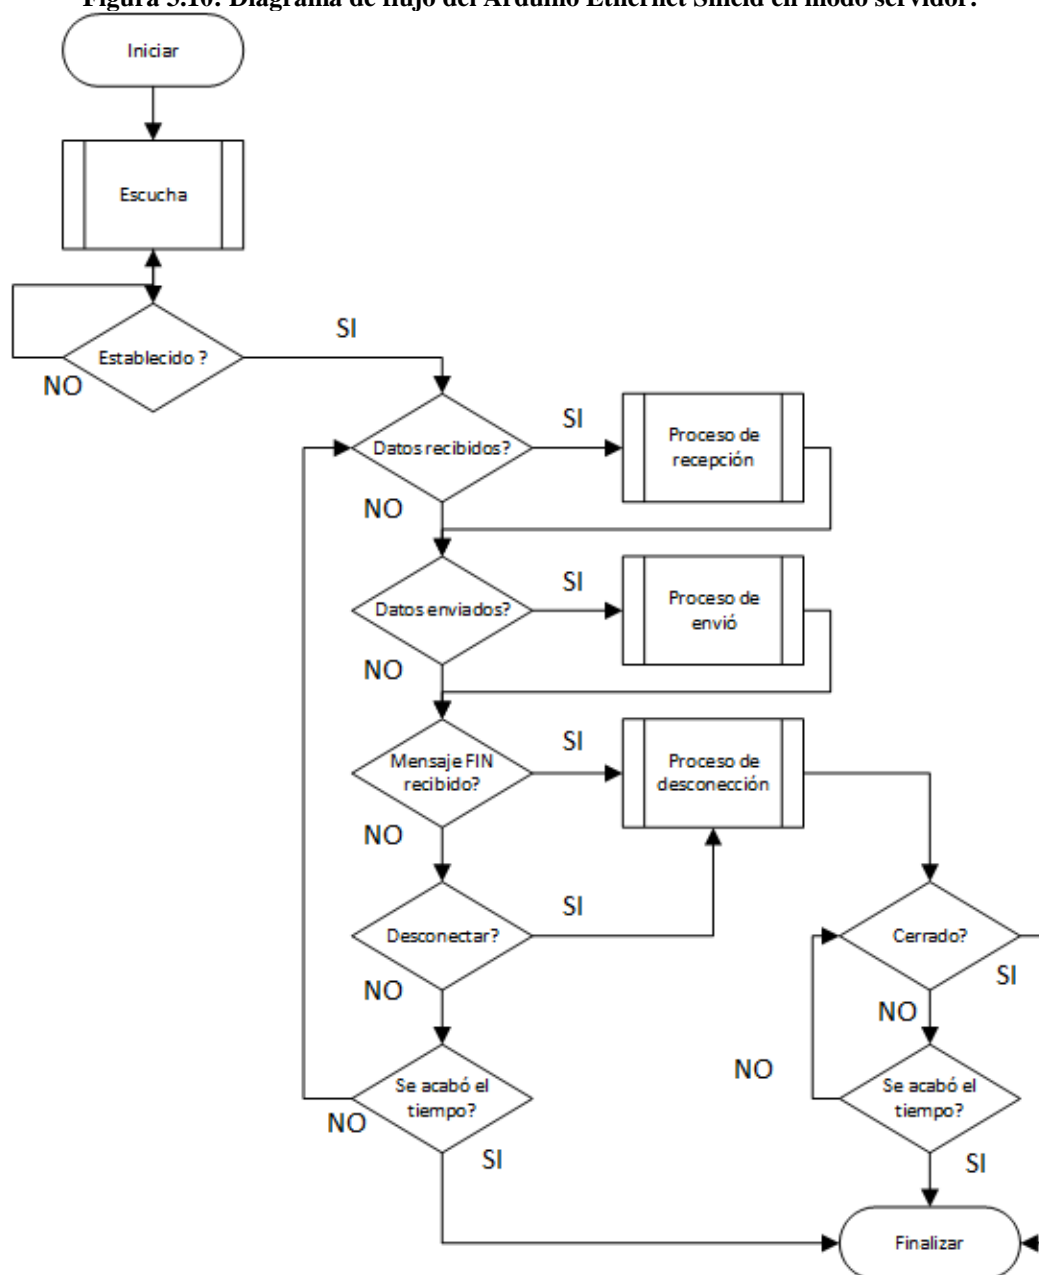 Figura 3.10: Diagrama de flujo del Arduino Ethernet Shield en modo servidor.
Iniciar
Escucha
Establecido ?
NO
SI
Datos recibidos?
SI
Proceso de
recepción
NO
Datos enviados?
SI
Proceso de
envió
NO
Mensaje FIN
recibido?
SI
Proceso de
desconección
NO
Desconectar?
SI
Cerrado?
SI
NO
NO
Se acabó el
tiempo?
NO
SI
NO
Se acabó el
tiempo?
SI
Finalizar